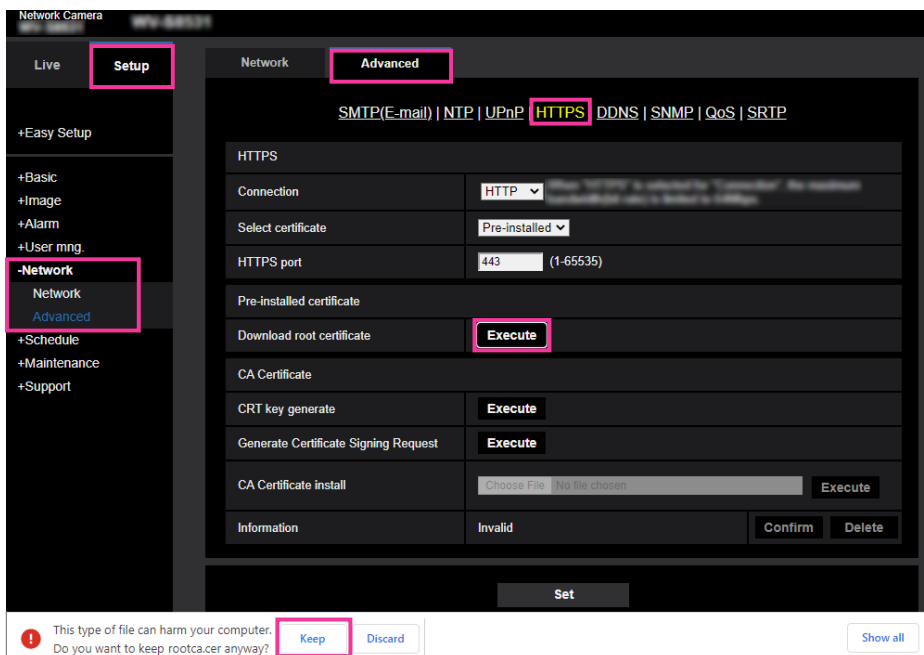 Network Camera
Live
Setup
+Easy Setup
+Basic
+Image
+Alarm
+User mng.
-Network
Network
Advanced
+Schedule
+Maintenance
+Support
Network
Advanced
SMTP(E-mail) | NTP | UPnP | HTTPS | DDNS | SNMP | QoS | SRTP
HTTPS
Connection
HTTP
Select certificate
Pre-installed
HTTPS port
443 (1-65535)
Pre-installed certificate
Download root certificate
Execute
CA Certificate
CRT key generate
Execute
Generate Certificate Signing Request
Execute
CA Certificate install
Choose File No file chosen
Execute
Information
Invalid
Confirm
Delete
Set
This type of file can harm your computer.
Do you want to keep rootca.cer anyway?
Keep
Discard
Show all